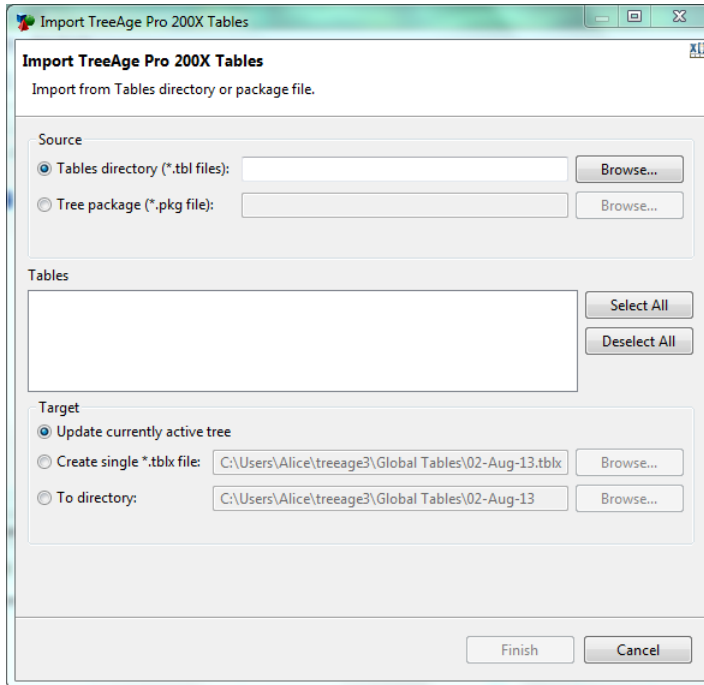 Import TreeAge Pro 200X Tables
Import TreeAge Pro 200X Tables
Import from Tables directory or package file.
Source
Tables directory (*.tbl files): Browse...
Tree package (*.pkg file): Browse...
Tables
Select All
Deselect All
Target
Update currently active tree
Create single *.tblx file: C:\Users\Alice\treeage3\Global Tables\02-Aug-13.tblx Browse...
To directory: C:\Users\Alice\treeage3\Global Tables\02-Aug-13 Browse...
Finish Cancel